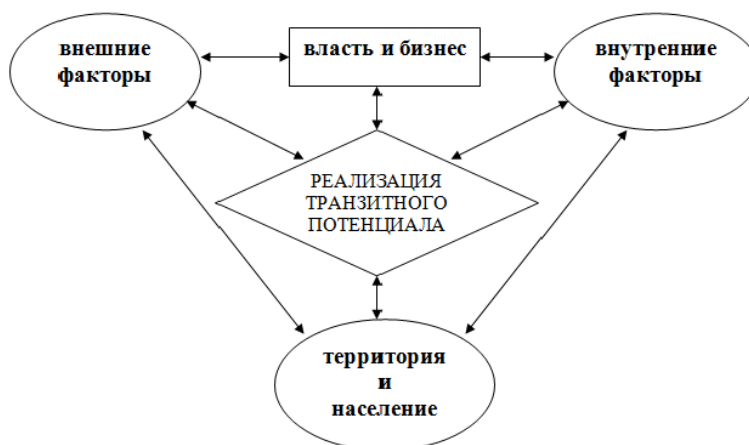 внешние
факторы
власть и бизнес
внутренние
факторы
РЕАЛИЗАЦИЯ
ТРАНЗИТНОГО
ПОТЕНЦИАЛА
территория
и
население